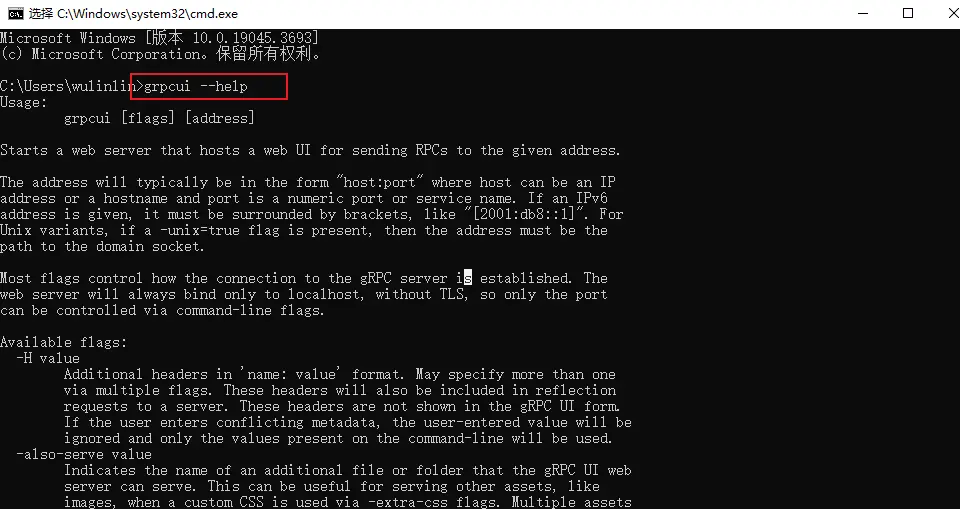 选择 C:\Windows\system32\cmd.exe
Microsoft Windows [版本 10.0.19045.3693]
(c) Microsoft Corporation。保留所有权利。
C:\Users\wulinlin>grpcui --help
Usage:
grpcui [flags] [address]
Starts a web server that hosts a web UI for sending RPCs to the given address.
The address will typically be in the form "host:port" where host can be an IP
address or a hostname and port is a numeric port or service name. If an IPv6
address is given, it must be surrounded by brackets, like "[2001:db8::1]". For
Unix variants, if a -unix=true flag is present, then the address must be the
path to the domain socket.
Most flags control how the connection to the gRPC server is established. The
web server will always bind only to localhost, without TLS, so only the port
can be controlled via command-line flags.
Available flags:
-H value
Additional headers in 'name: value' format. May specify more than one
via multiple flags. These headers will also be included in reflection
requests to a server. These headers are not shown in the gRPC UI form.
If the user enters conflicting metadata, the user-entered value will be
ignored and only the values present on the command-line will be used.
-also-serve value
Indicates the name of an additional file or folder that the gRPC UI web
server can serve. This can be useful for serving other assets, like
images, when a custom CSS is used via -extra-css flags. Multiple assets